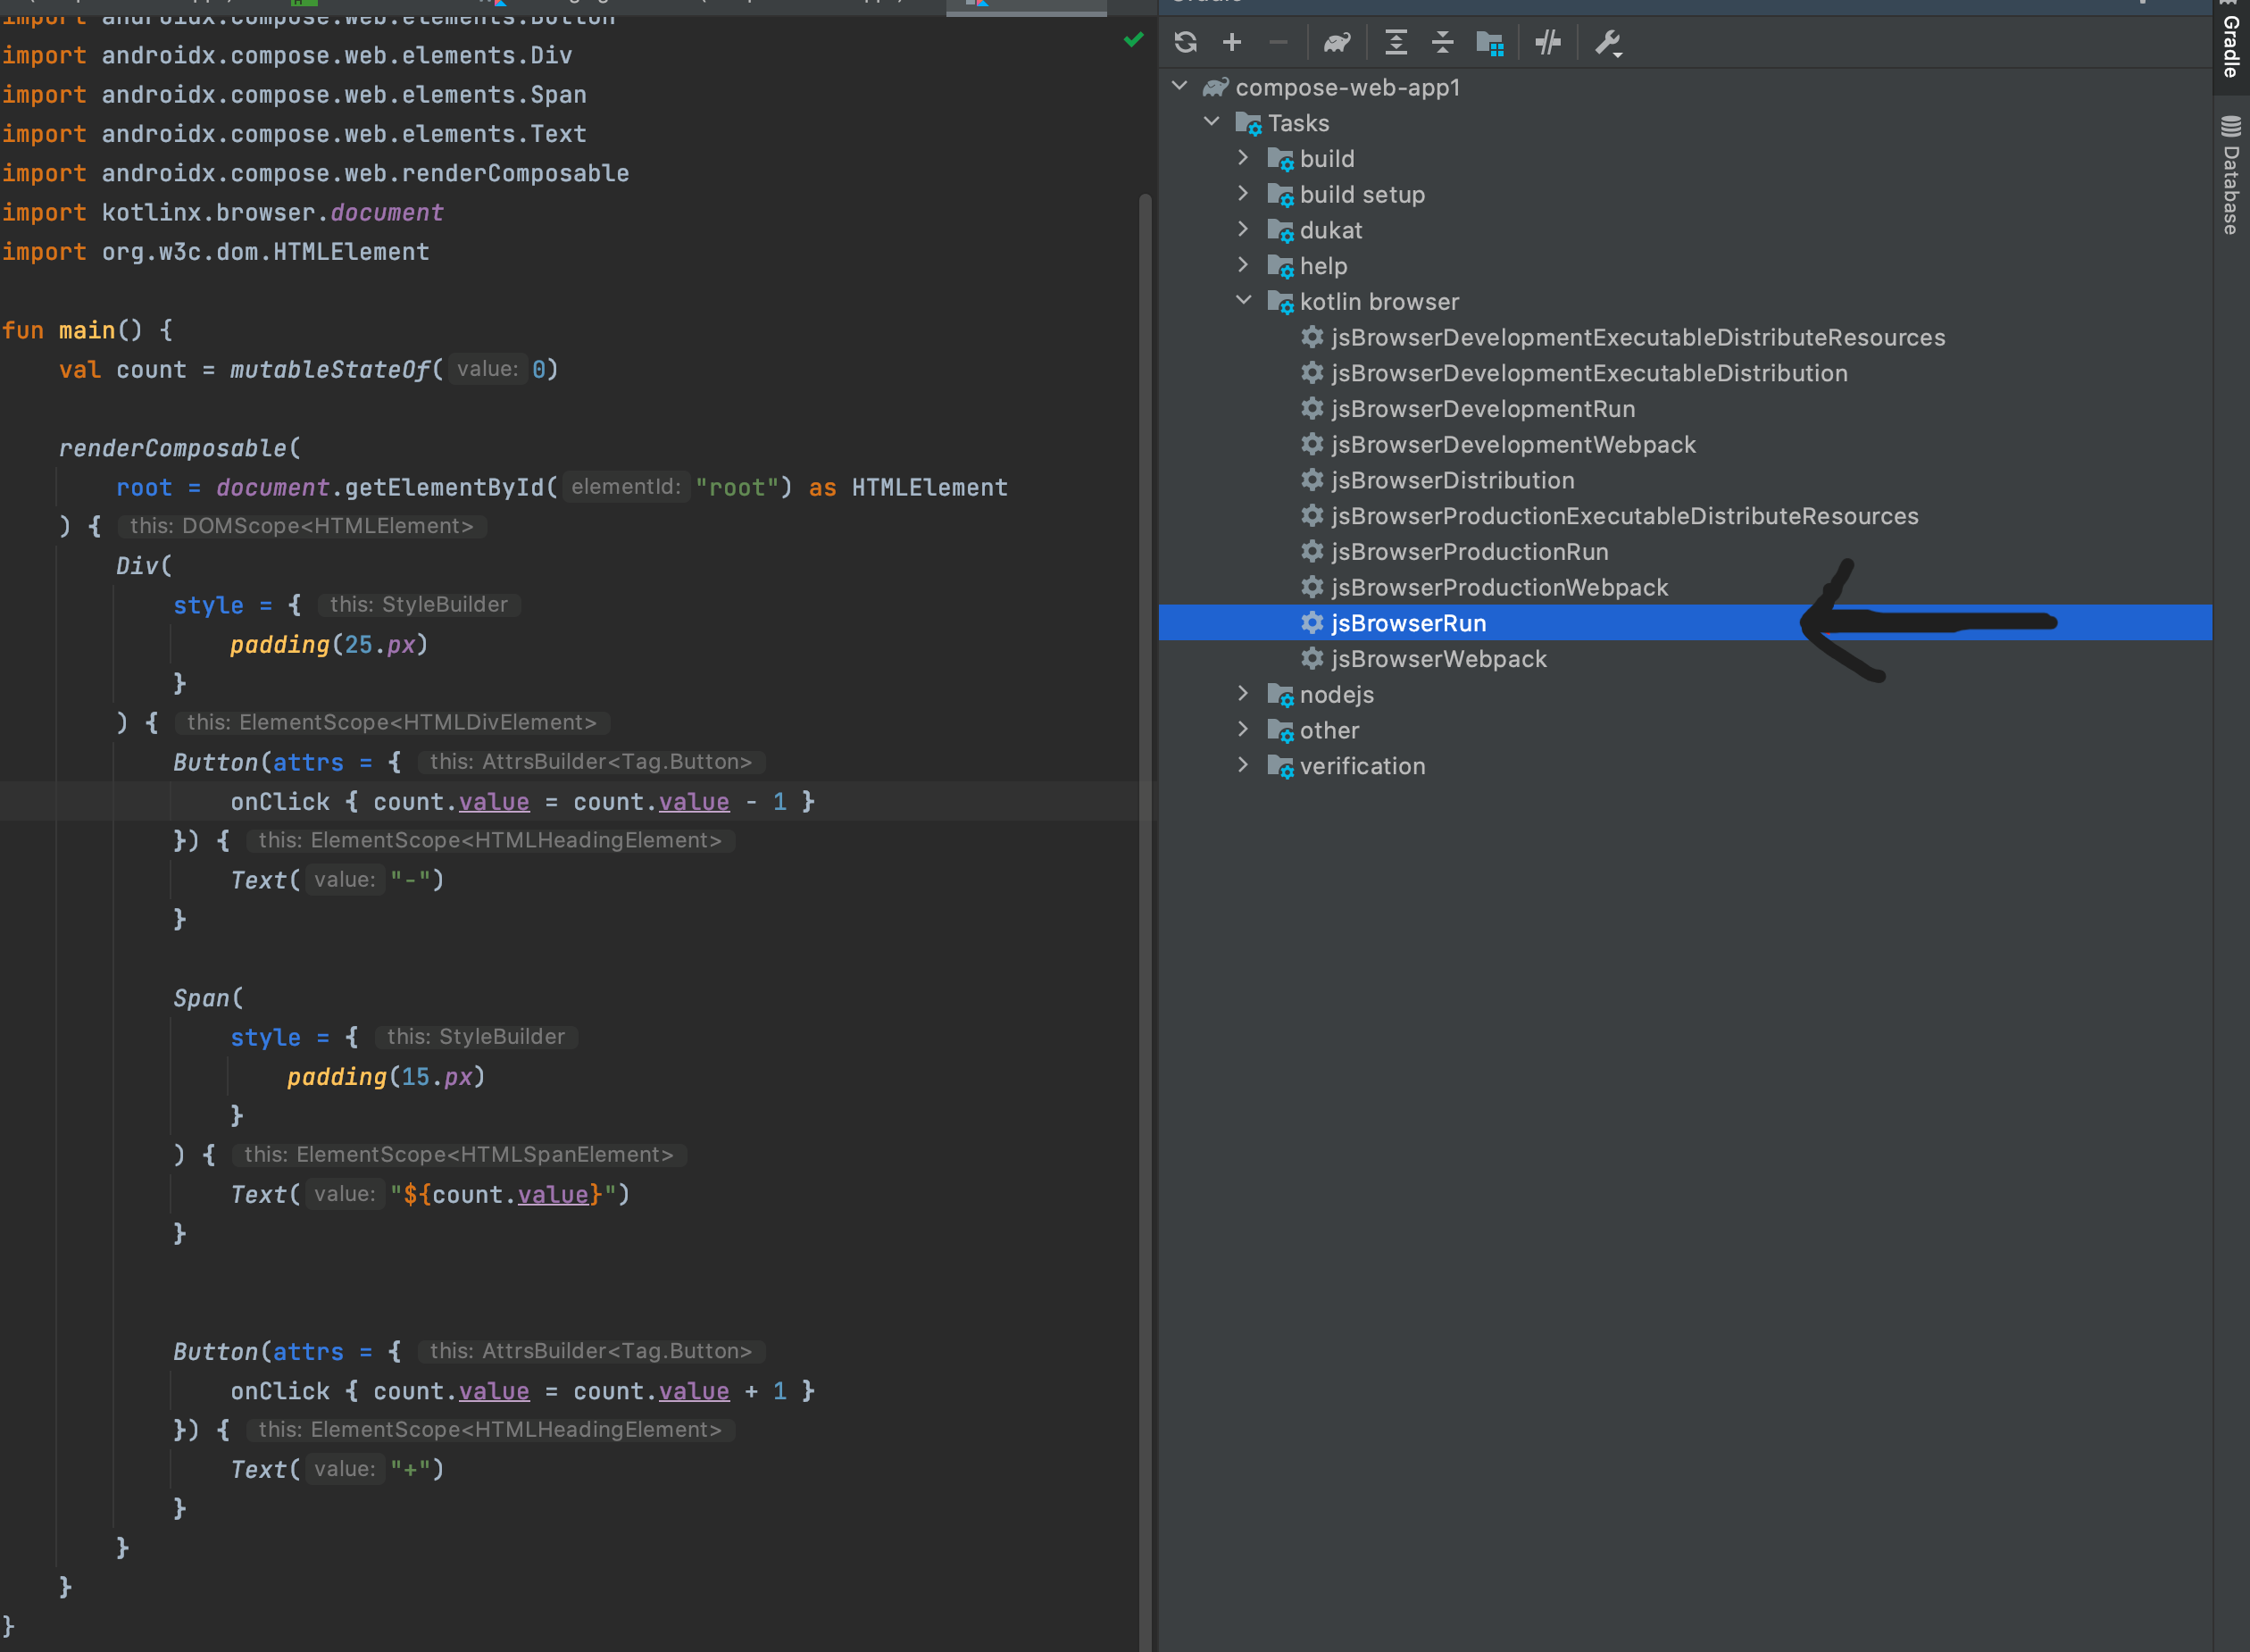 import androidx.compose.web.elements.Button
import androidx.compose.web.elements.Div
import androidx.compose.web.elements.Span
import androidx.compose.web.elements.Text
import androidx.compose.web.renderComposable
import kotlinx.browser.document
import org.w3c.dom.HTMLElement
fun main() {
val count = mutableStateOf( value: 0)
renderComposable(
root = document.getElementById( elementId: "root") as HTMLElement
) { this: DOMScope<HTMLElement>
Div(
style = { this: StyleBuilder
padding(25.px)
}
) { this: ElementScope<HTMLDivElement>
Button(attrs = { this: AttrsBuilder<Tag.Button>
onClick { count.value = count.value - 1 }
}) { this: ElementScope<HTMLHeadingElement>
Text( value: "-")
}
Span(
style = { this: StyleBuilder
padding(15.px)
}
) { this: ElementScope<HTMLSpanElement>
Text( value: "${count.value}")
}
Button(attrs = { this: AttrsBuilder<Tag.Button>
onClick { count.value = count.value + 1 }
}) { this: ElementScope<HTMLHeadingElement>
Text( value: "+")
}
}
}
}
compose-web-app1
Tasks
build
build setup
dukat
help
kotlin browser
jsBrowserDevelopmentExecutableDistributeResources
jsBrowserDevelopmentExecutableDistribution
jsBrowserDevelopmentRun
jsBrowserDevelopmentWebpack
jsBrowserDistribution
jsBrowserProductionExecutableDistributeResources
jsBrowserProductionRun
jsBrowserProductionWebpack
jsBrowserRun
jsBrowserWebpack
nodejs
other
verification
Gradle
Database